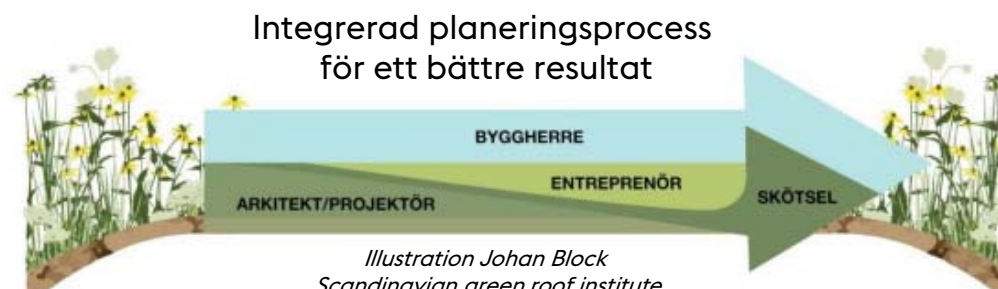 Integrerad planeringsprocess
för ett bättre resultat
BYGGHERRE
ENTREPRENÖR
ARKITEKT/PROJEKTÖR
SKÖTSEL
Illustration Johan Block
Scandinavian green roof institute